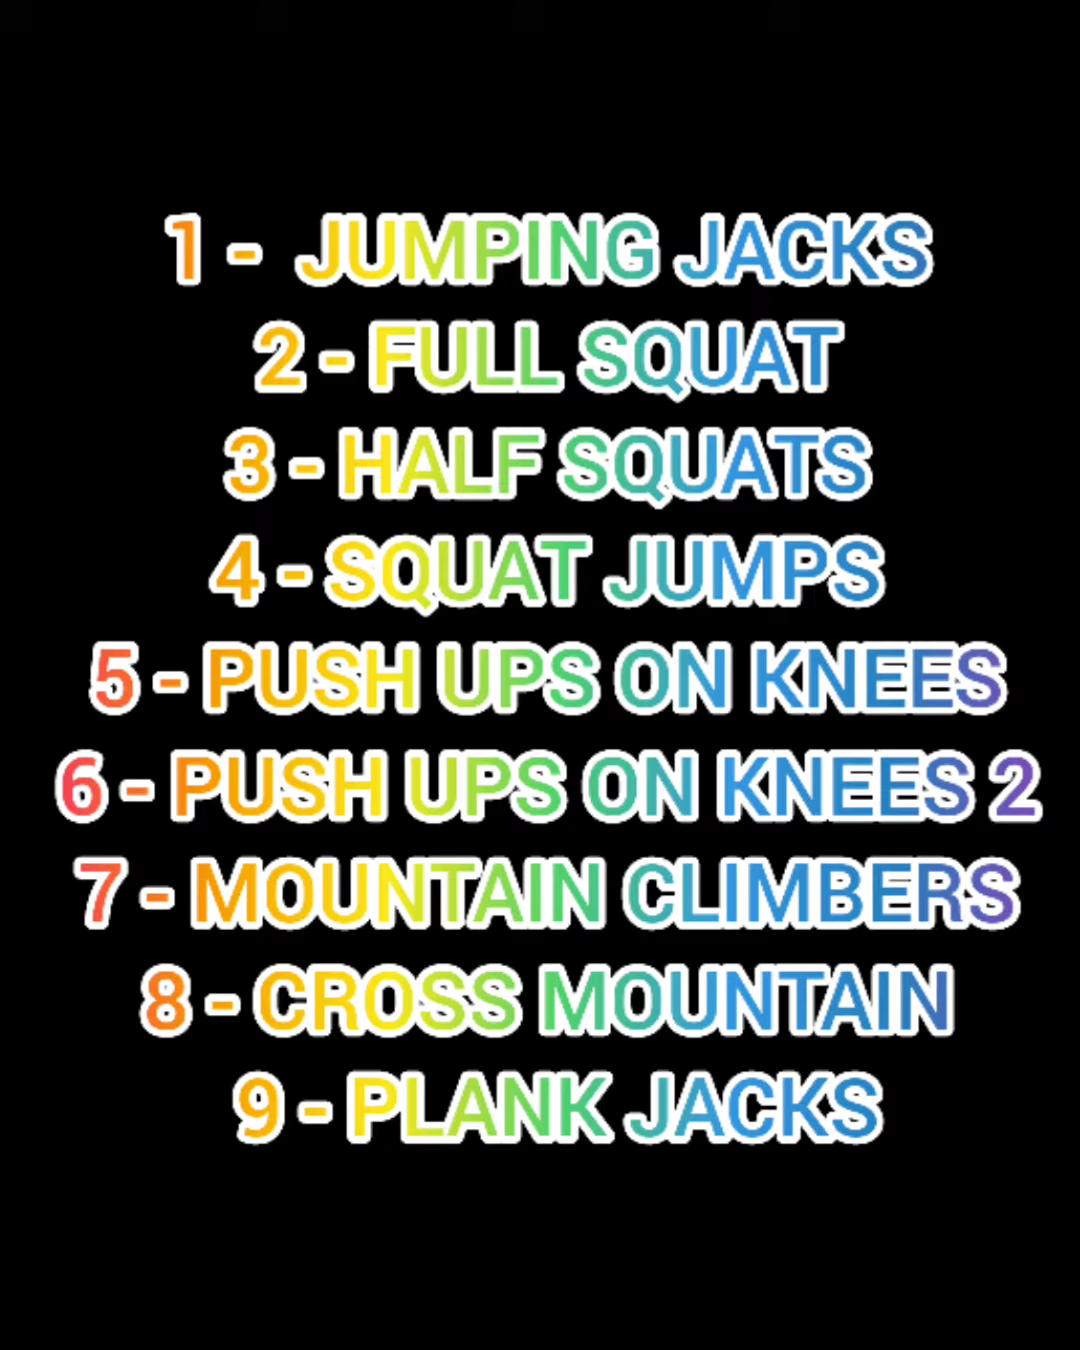 1 - JUMPING JACKS
2 - FULL SQUAT
3 - HALF SQUATS
4 - SQUAT JUMPS
5 - PUSH UPS ON KNEES
6 - PUSH UPS ON KNEES 2
7 - MOUNTAIN CLIMBERS
8 - CROSS MOUNTAIN
9 - PLANK JACKS